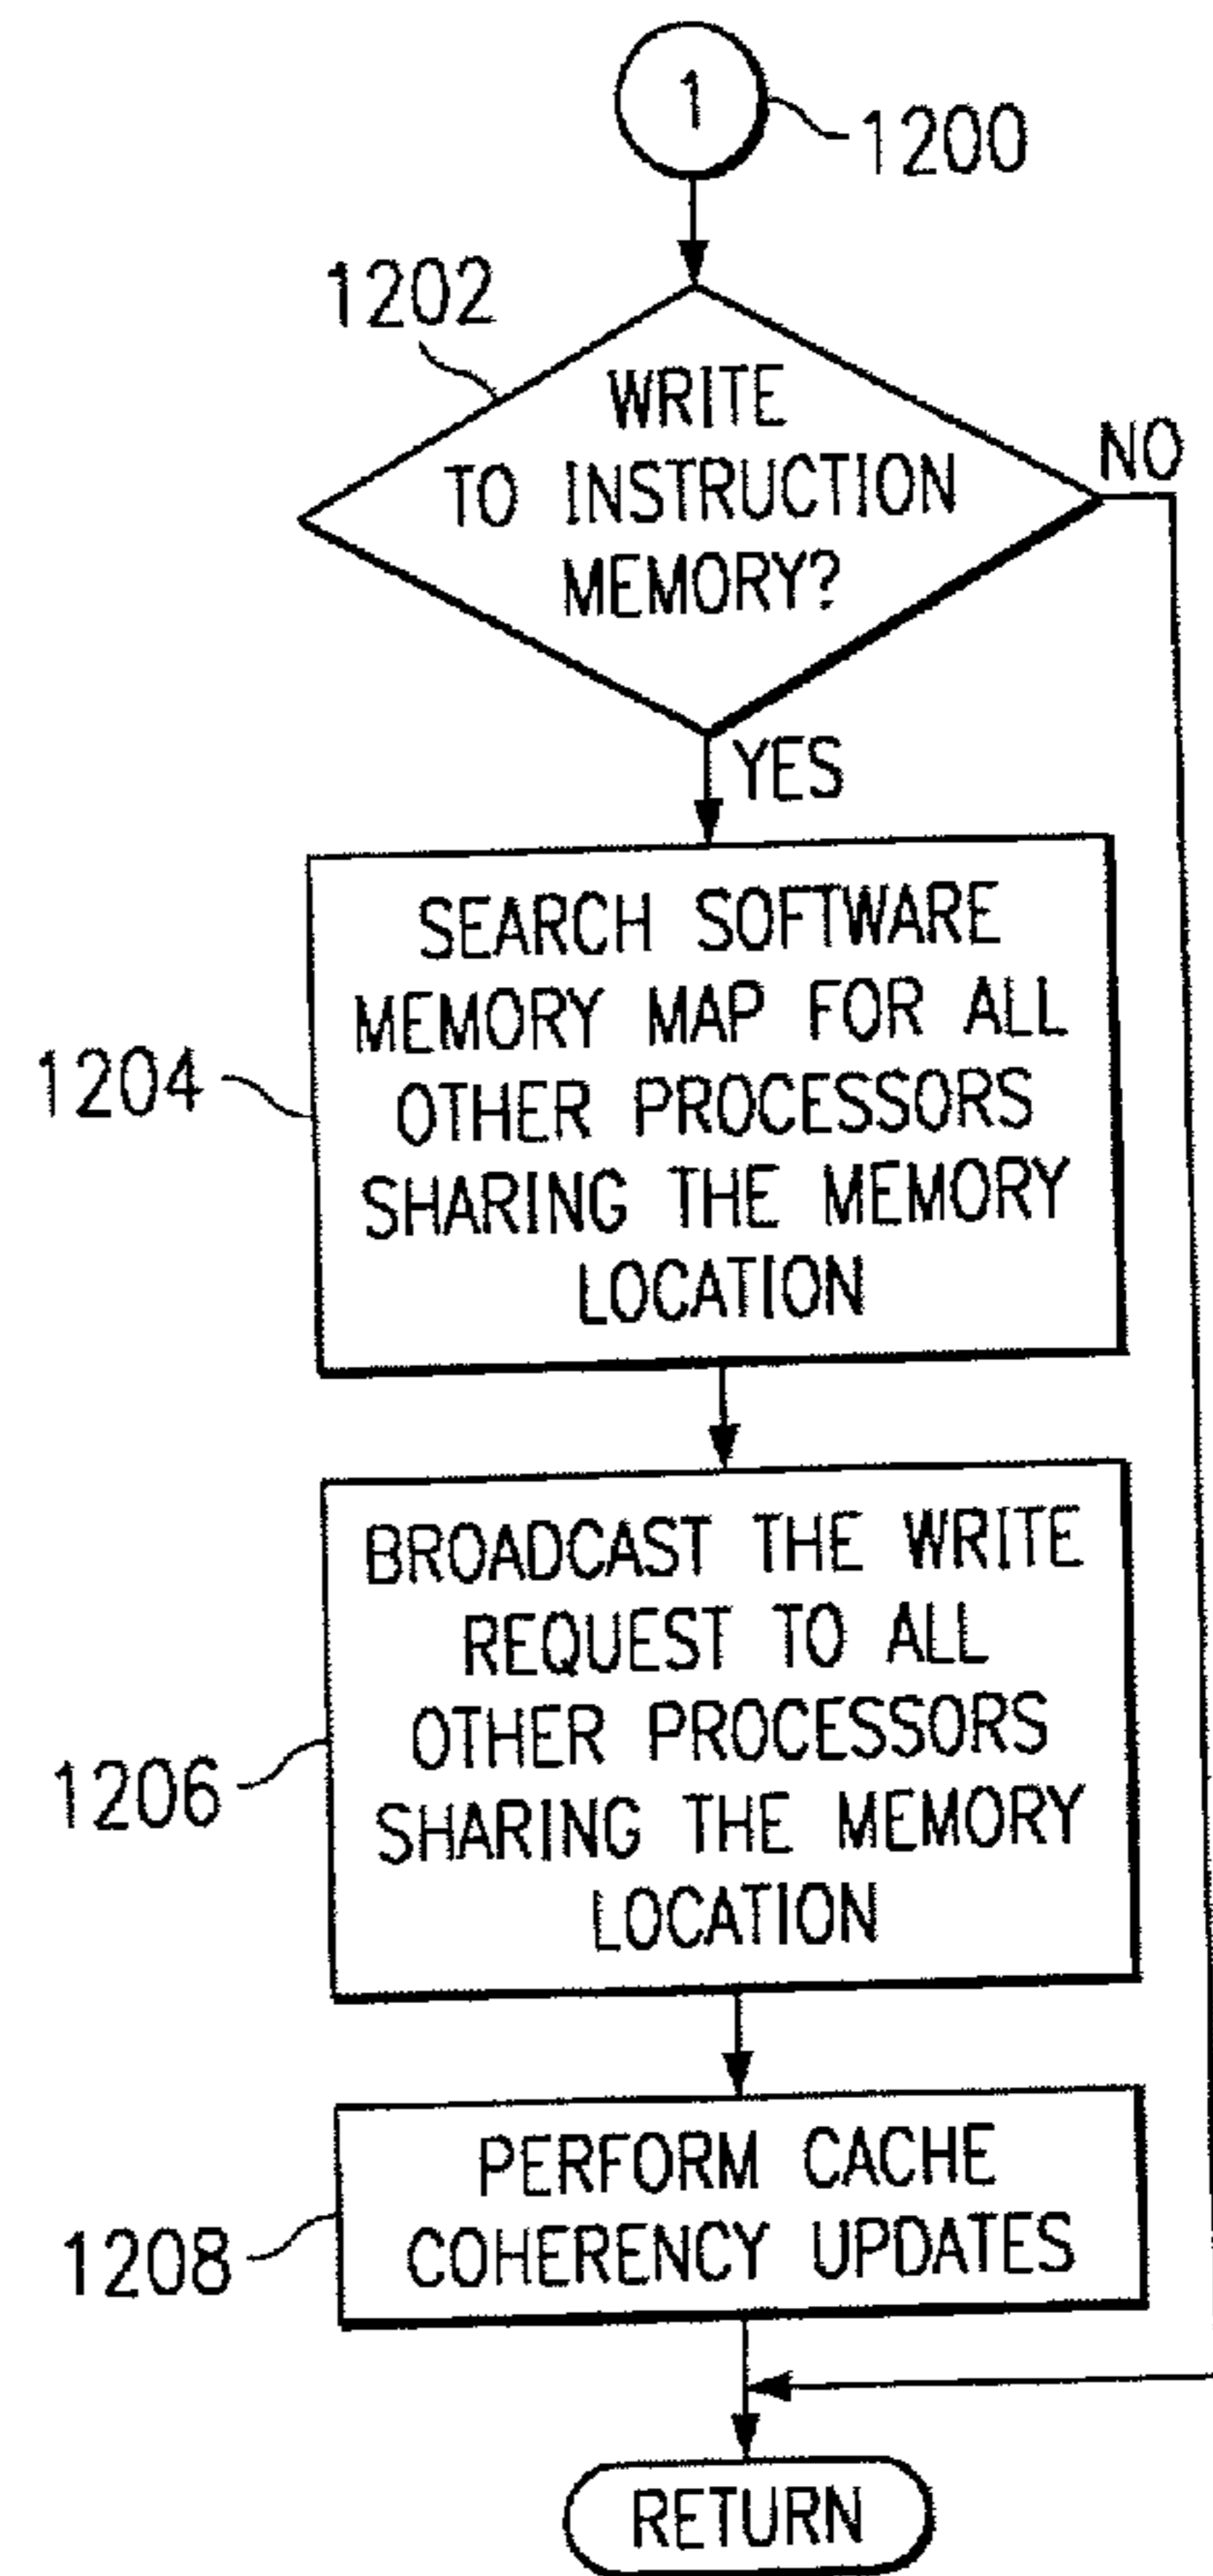 1
1200
1202
WRITE
TO INSTRUCTION
MEMORY?
NO
YES
SEARCH SOFTWARE
MEMORY MAP FOR ALL
OTHER PROCESSORS
SHARING THE MEMORY
LOCATION
1204
BROADCAST THE WRITE
REQUEST TO ALL
OTHER PROCESSORS
SHARING THE MEMORY
LOCATION
1206
PERFORM CACHE
COHERENCY UPDATES
1208
RETURN